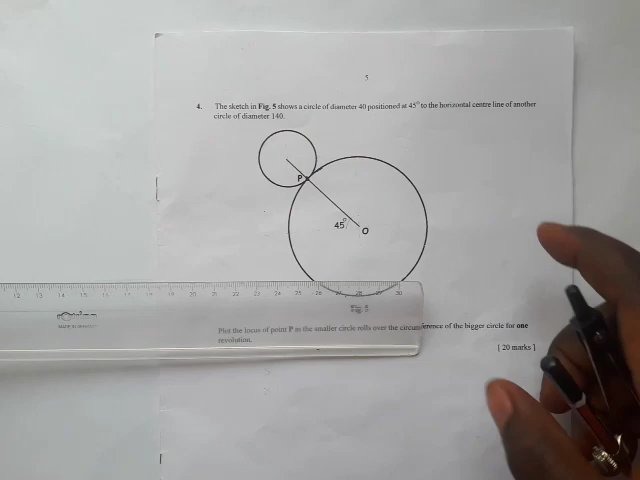 5
4. The sketch in Fig. 5 shows a circle of diameter 40 positioned at 45° to the horizontal centre line of another
circle of diameter 140.
P
45°
O
12 13 14 15 16 17 18 19 20 21 22 23 24 25 26 27 28 29 30
Plot the locus of point P as the smaller circle rolls over the circumference of the bigger circle for one
revolution.
[ 20 marks ]